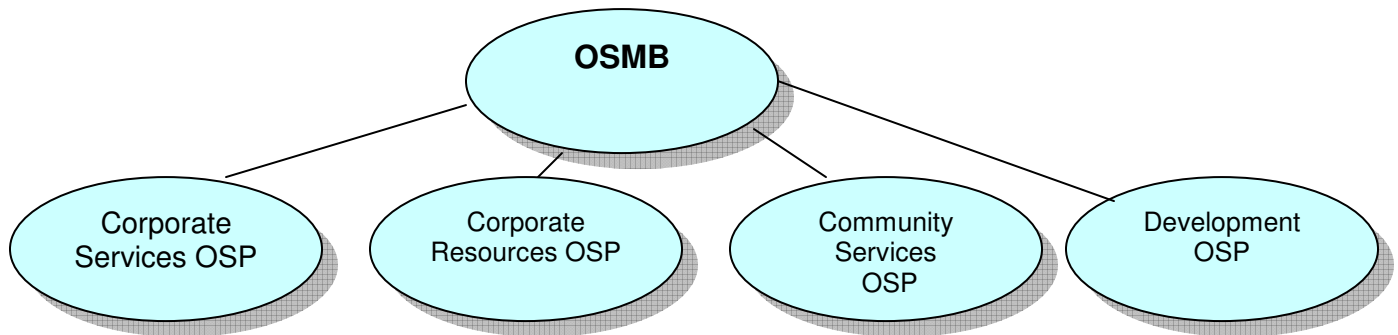 OSMB
Corporate
Services OSP
Corporate
Resources OSP
Community
Services
OSP
Development
OSP